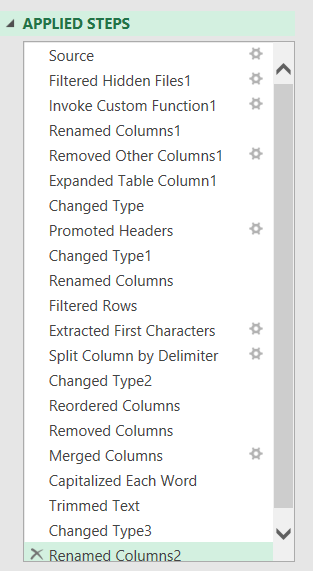 APPLIED STEPS
Source
Filtered Hidden Files1
Invoke Custom Function1
Renamed Columns1
Removed Other Columns1
Expanded Table Column1
Changed Type
Promoted Headers
Changed Type1
Renamed Columns
Filtered Rows
Extracted First Characters
Split Column by Delimiter
Changed Type2
Reordered Columns
Removed Columns
Merged Columns
Capitalized Each Word
Trimmed Text
Changed Type3
Renamed Columns2